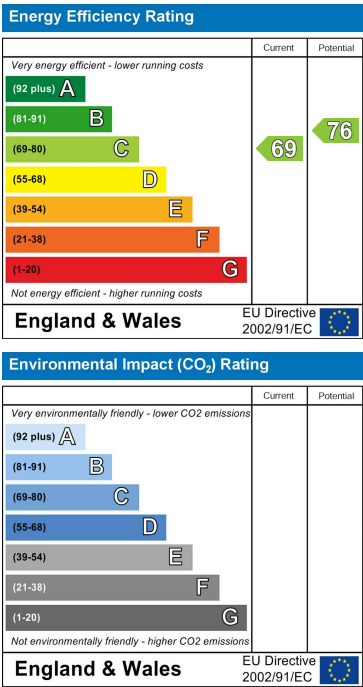 Energy Efficiency Rating
Current Potential
Very energy efficient - lower running costs
(92 plus) A
(81-91) B
(69-80) C
(55-68) D
(39-54) E
(21-38) F
(1-20) G
69
76
Not energy efficient - higher running costs
England & Wales
EU Directive
2002/91/EC
Environmental Impact (CO₂) Rating
Current Potential
Very environmentally friendly - lower CO2 emissions
(92 plus) A
(81-91) B
(69-80) C
(55-68) D
(39-54) E
(21-38) F
(1-20) G
Not environmentally friendly - higher CO2 emissions
England & Wales
EU Directive
2002/91/EC